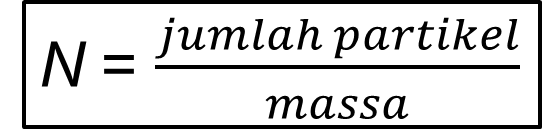 N = jumlah partikel
massa